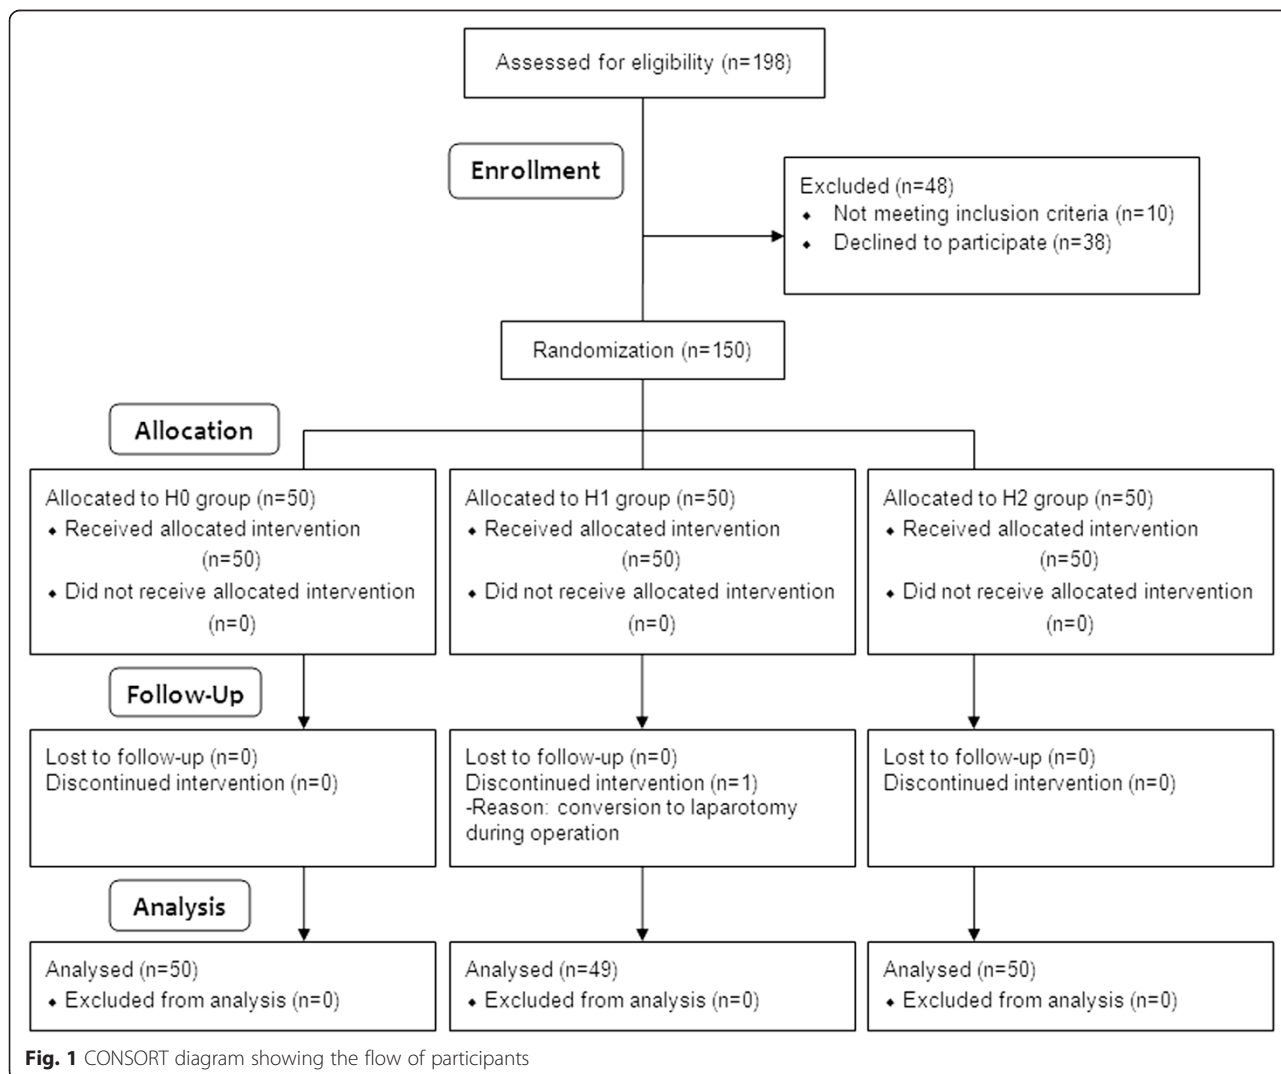 Assessed for eligibility (n=198)
Enrollment
Excluded (n=48)
⬥ Not meeting inclusion criteria (n=10)
⬥ Declined to participate (n=38)
Randomization (n=150)
Allocation
Allocated to H0 group (n=50)
⬥ Received allocated intervention
(n=50)
⬥ Did not receive allocated intervention
(n=0)
Allocated to H1 group (n=50)
⬥ Received allocated intervention
(n=50)
⬥ Did not receive allocated intervention
(n=0)
Allocated to H2 group (n=50)
⬥ Received allocated intervention
(n=50)
⬥ Did not receive allocated intervention
(n=0)
Follow-Up
Lost to follow-up (n=0)
Discontinued intervention (n=0)
Lost to follow-up (n=0)
Discontinued intervention (n=1)
-Reason: conversion to laparotomy
during operation
Lost to follow-up (n=0)
Discontinued intervention (n=0)
Analysis
Analysed (n=50)
⬥ Excluded from analysis (n=0)
Analysed (n=49)
⬥ Excluded from analysis (n=0)
Analysed (n=50)
⬥ Excluded from analysis (n=0)
Fig. 1 CONSORT diagram showing the flow of participants